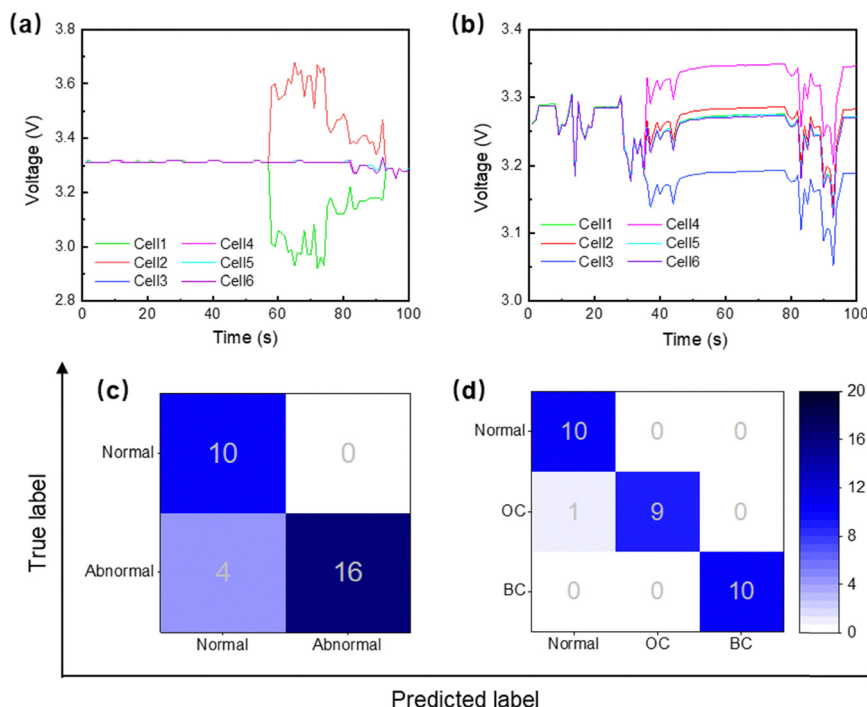 (a)
3.8
3.6
3.4
3.2
3.0
2.8
Voltage (V)
Cell1 Cell4
Cell2 Cell5
Cell3 Cell6
0 20 40 60 80 100
Time (s)
(b)
3.4
3.3
3.2
3.1
3.0
Voltage (V)
Cell1 Cell4
Cell2 Cell5
Cell3 Cell6
0 20 40 60 80 100
Time (s)
True label
(c)
Normal 10 0
Abnormal 4 16
Normal Abnormal
(d)
Normal 10 0 0
OC 1 9 0
BC 0 0 10
Normal OC BC
20
16
12
8
4
0
Predicted label